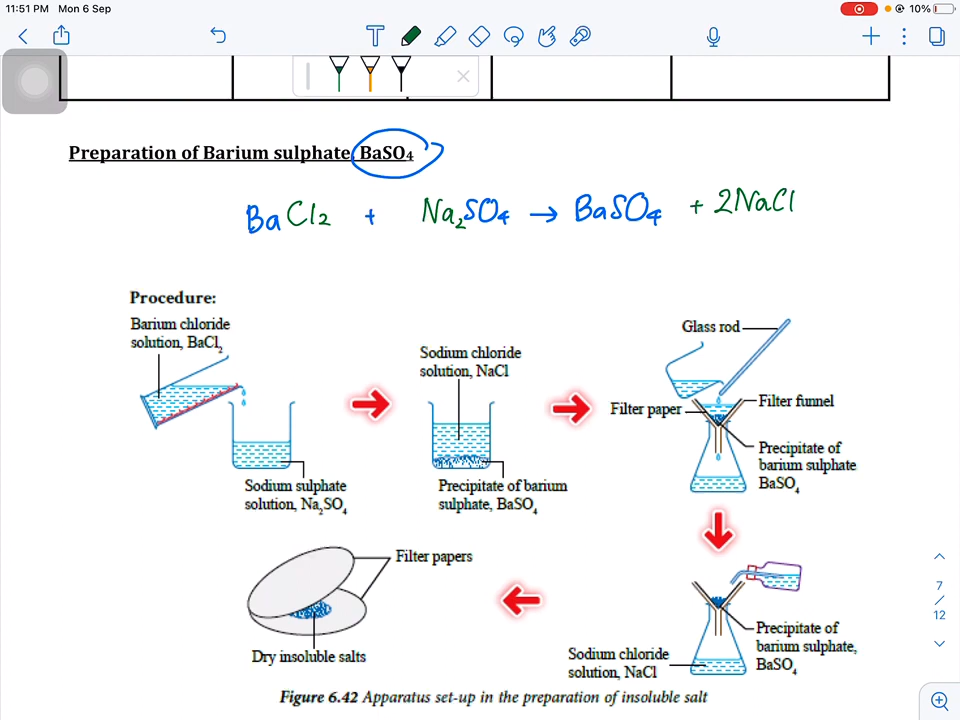 11:51 PM Mon 6 Sep
10%
Preparation of Barium sulphate, BaSO₄
BaCl₂ + Na₂SO₄ → BaSO₄ + 2NaCl
Procedure:
Barium chloride
solution, BaCl₂
Sodium sulphate
solution, Na₂SO₄
Sodium chloride
solution, NaCl
Precipitate of barium
sulphate, BaSO₄
Glass rod
Filter paper
Filter funnel
Precipitate of
barium sulphate
BaSO₄
Precipitate of
barium sulphate,
BaSO₄
Sodium chloride
solution, NaCl
Filter papers
Dry insoluble salts
7
/
12
Figure 6.42 Apparatus set-up in the preparation of insoluble salt